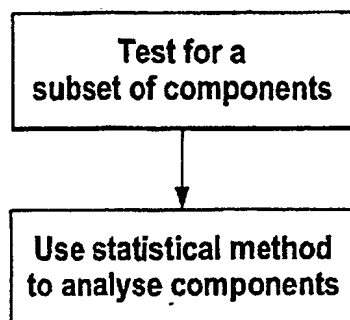 Test for a
subset of components
Use statistical method
to analyse components